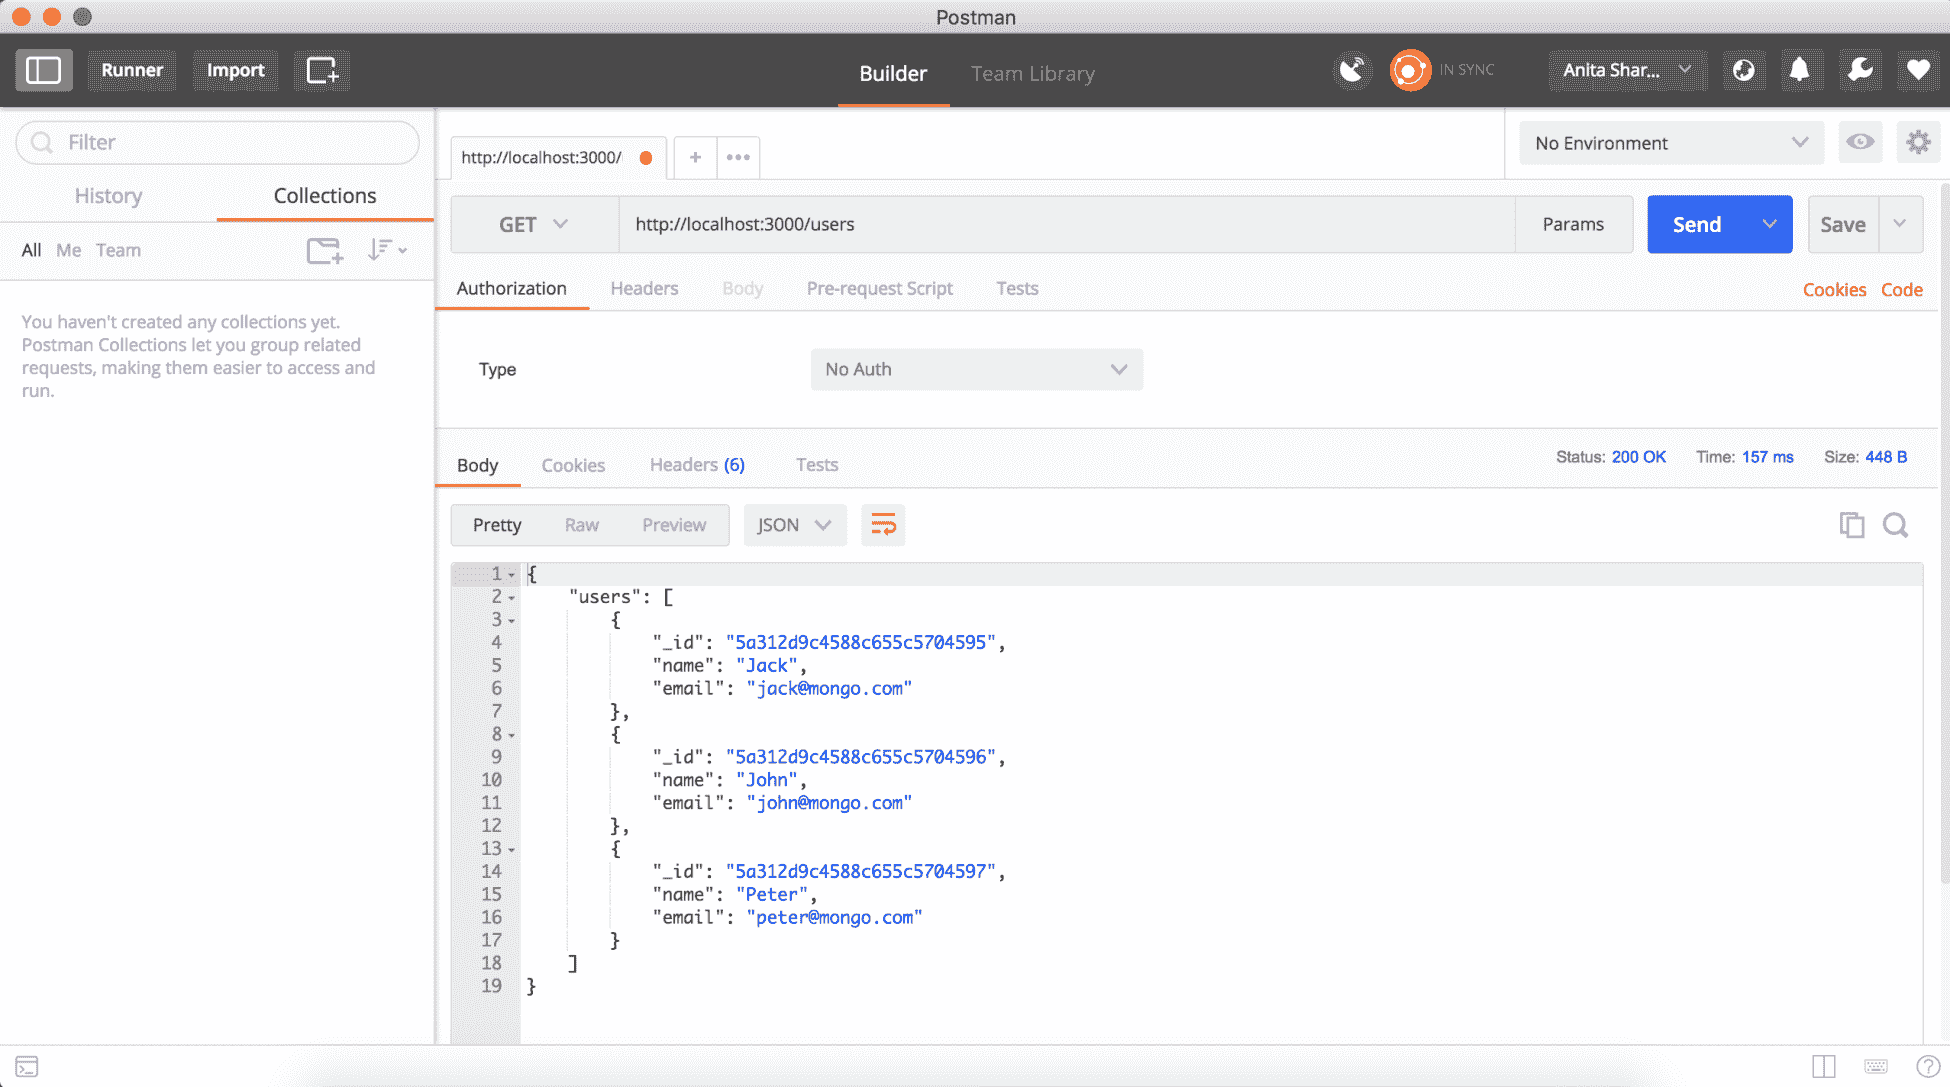 Postman
Runner Import Builder Team Library IN SYNC Anita Shar...
Filter
http://localhost:3000/ + ••• No Environment
History Collections
GET http://localhost:3000/users Params Send Save
All Me Team
Authorization Headers Body Pre-request Script Tests Cookies Code
You haven't created any collections yet.
Postman Collections let you group related
requests, making them easier to access and
run.
Type No Auth
Body Cookies Headers (6) Tests Status: 200 OK Time: 157 ms Size: 448 B
Pretty Raw Preview JSON
1 {
2 "users": [
3 {
4 "_id": "5a312d9c4588c655c5704595",
5 "name": "Jack",
6 "email": "jack@mongo.com"
7 },
8 {
9 "_id": "5a312d9c4588c655c5704596",
10 "name": "John",
11 "email": "john@mongo.com"
12 },
13 {
14 "_id": "5a312d9c4588c655c5704597",
15 "name": "Peter",
16 "email": "peter@mongo.com"
17 }
18 ]
19 }